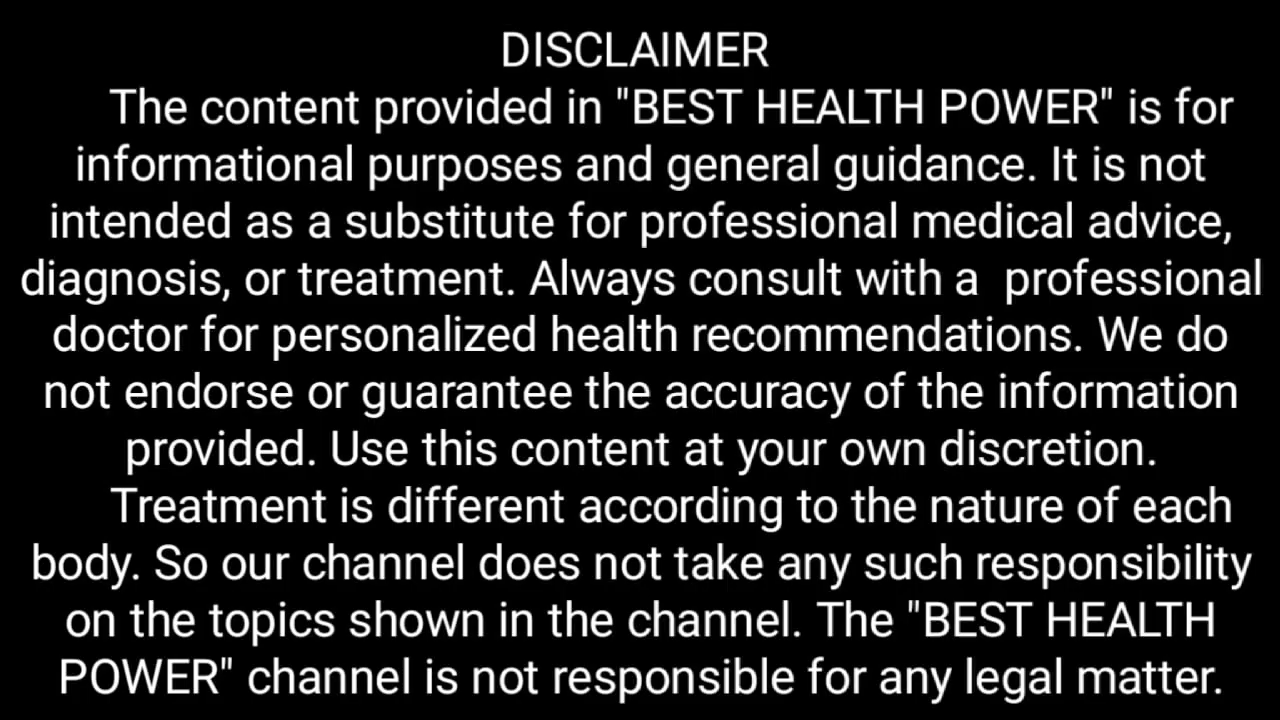 DISCLAIMER
The content provided in "BEST HEALTH POWER" is for
informational purposes and general guidance. It is not
intended as a substitute for professional medical advice,
diagnosis, or treatment. Always consult with a  professional
doctor for personalized health recommendations. We do
not endorse or guarantee the accuracy of the information
provided. Use this content at your own discretion.
Treatment is different according to the nature of each
body. So our channel does not take any such responsibility
on the topics shown in the channel. The "BEST HEALTH
POWER" channel is not responsible for any legal matter.